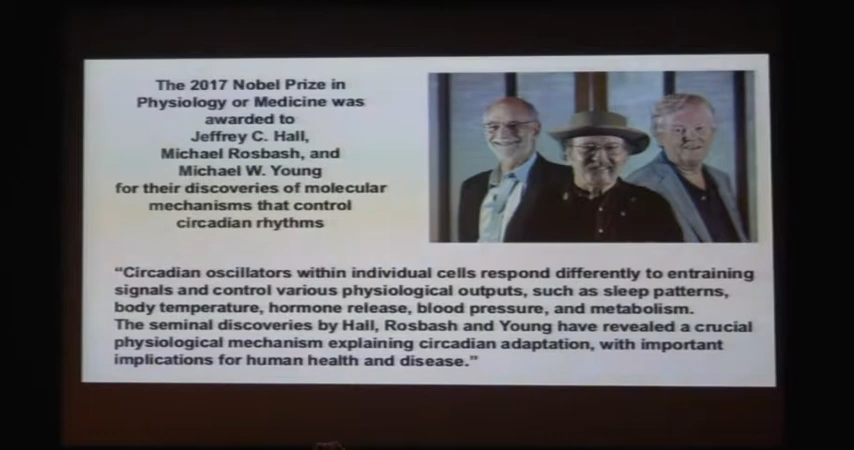 The 2017 Nobel Prize in
Physiology or Medicine was
awarded to
Jeffrey C. Hall,
Michael Rosbash, and
Michael W. Young
for their discoveries of molecular
mechanisms that control
circadian rhythms
“Circadian oscillators within individual cells respond differently to entraining
signals and control various physiological outputs, such as sleep patterns,
body temperature, hormone release, blood pressure, and metabolism.
The seminal discoveries by Hall, Rosbash and Young have revealed a crucial
physiological mechanism explaining circadian adaptation, with important
implications for human health and disease.”